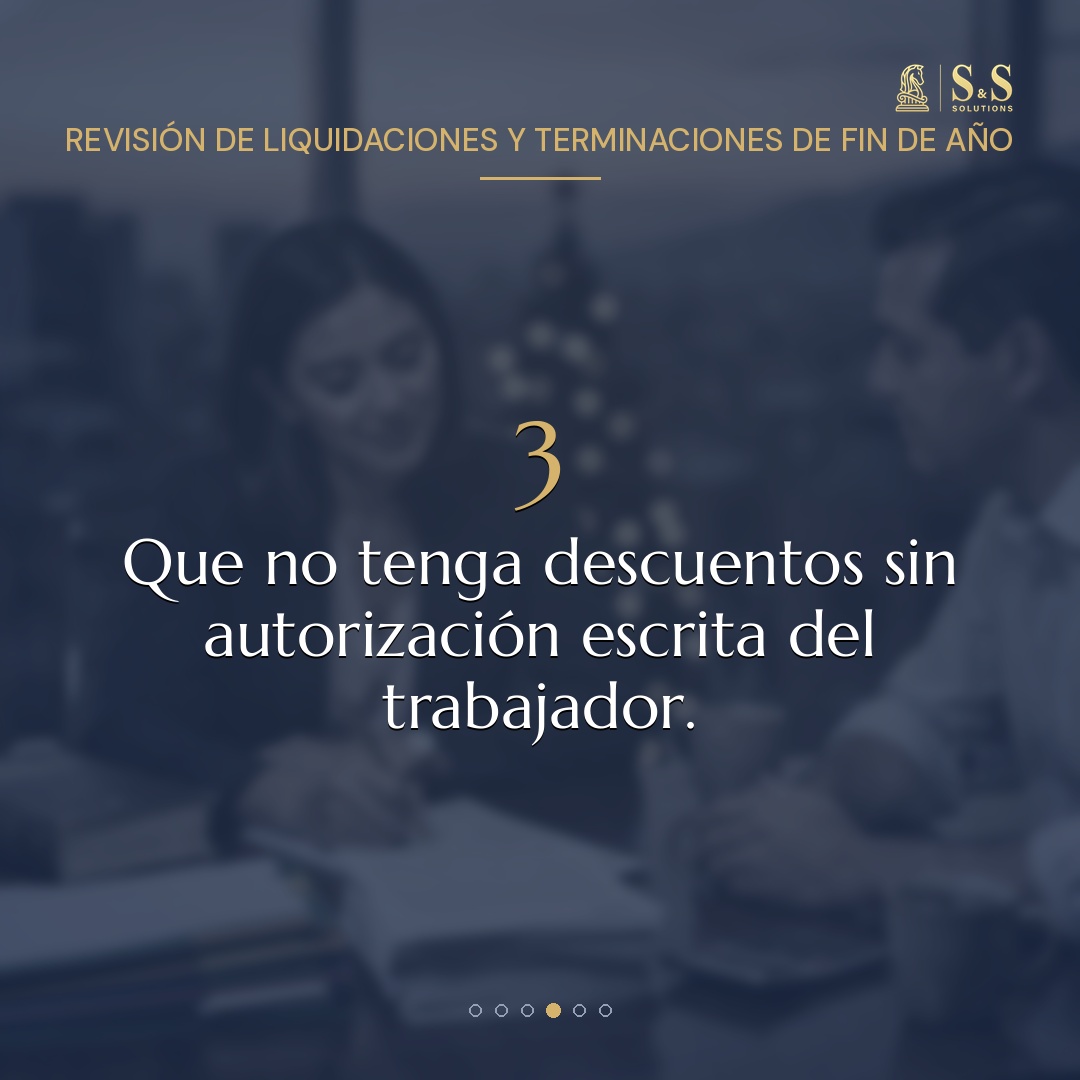 S&S
SOLUTIONS
REVISIÓN DE LIQUIDACIONES Y TERMINACIONES DE FIN DE AÑO
3
Que no tenga descuentos sin
autorización escrita del
trabajador.